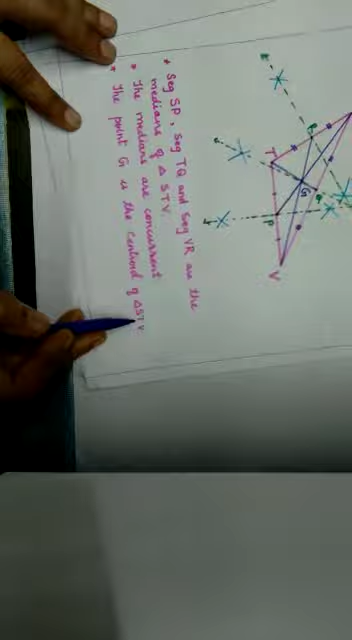 * Seg SP, Seg TQ and Seg VR are the
medians of Δ STV.
* The medians are concurrent
* The point G is the centroid of ΔSTV.
T
G
P
V
R
Q